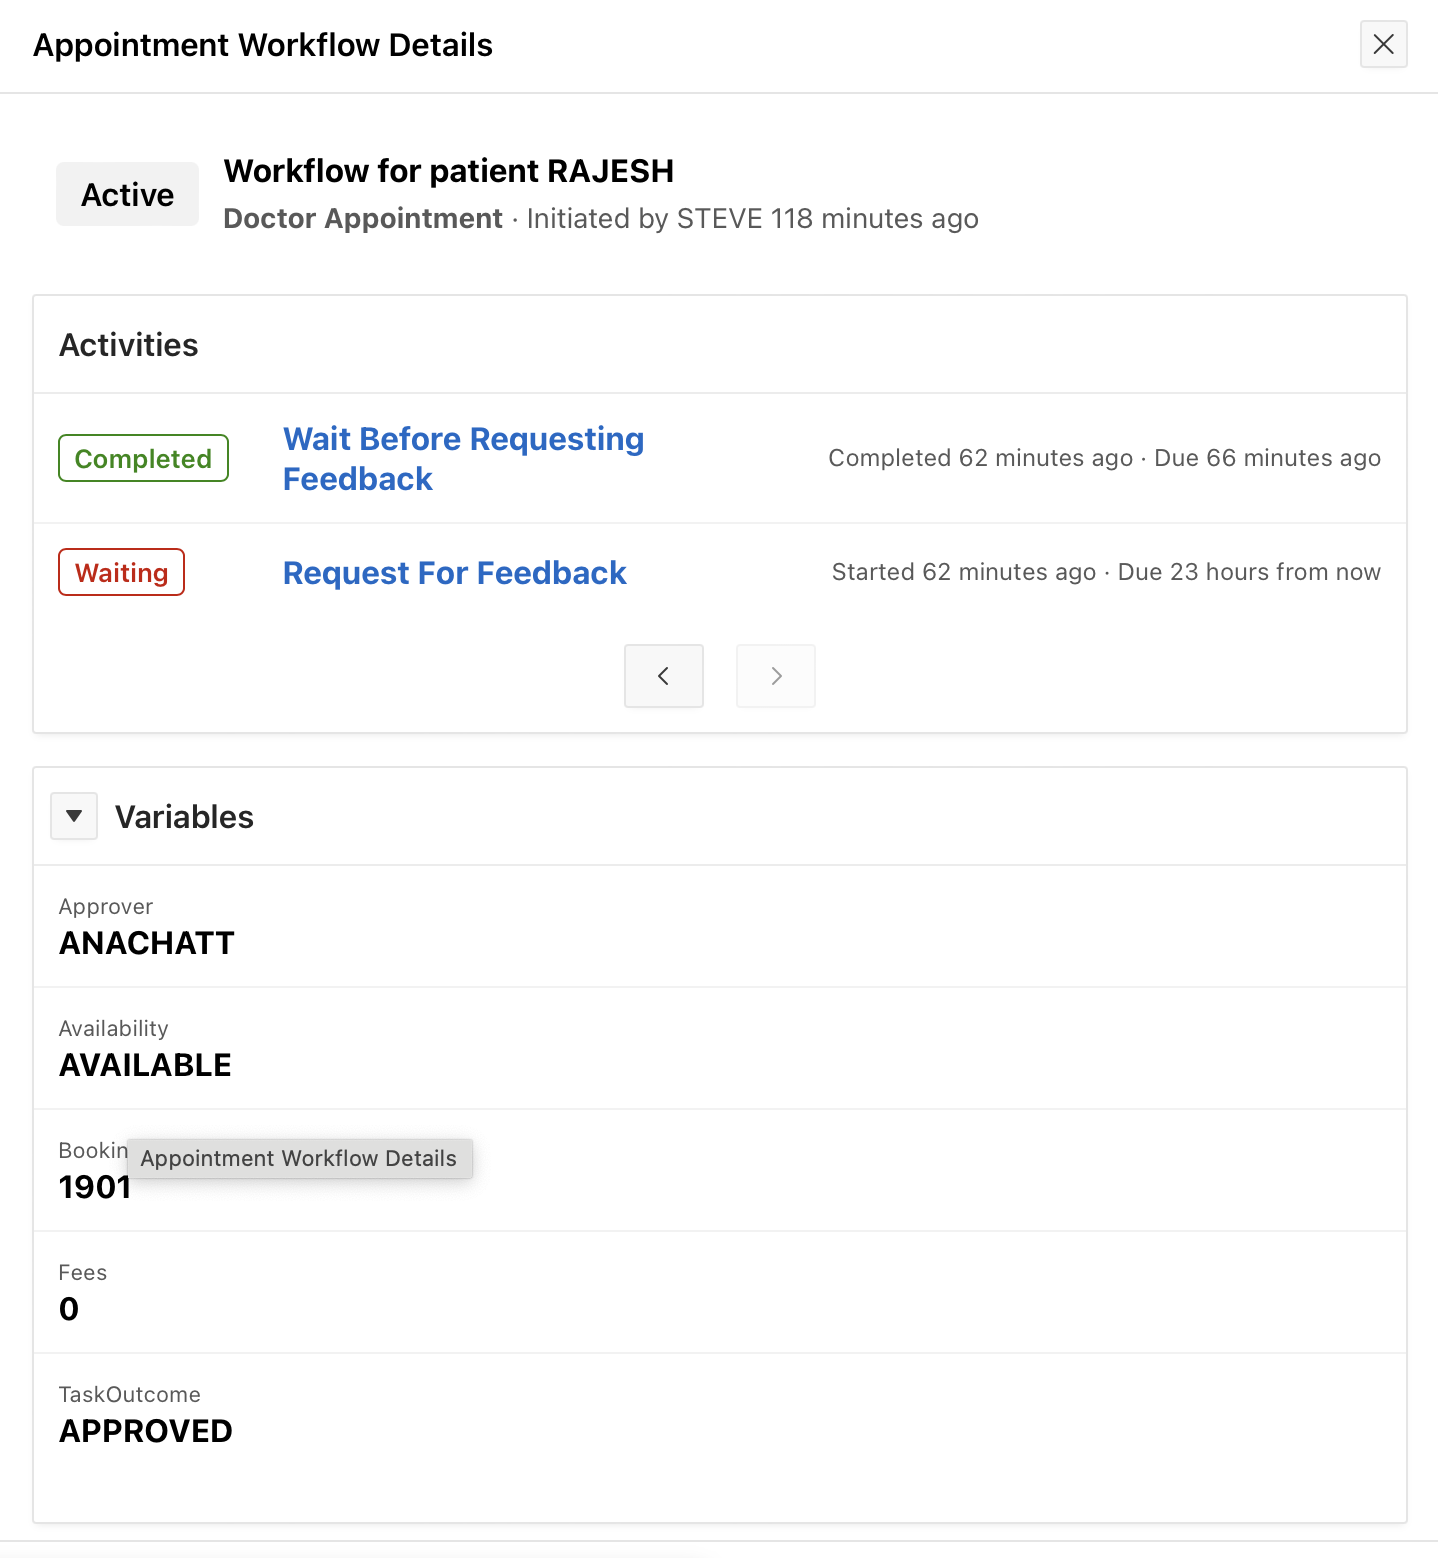 Appointment Workflow Details
Active
Workflow for patient RAJESH
Doctor Appointment · Initiated by STEVE 118 minutes ago
Activities
Completed
Wait Before Requesting
Feedback
Completed 62 minutes ago · Due 66 minutes ago
Waiting
Request For Feedback
Started 62 minutes ago · Due 23 hours from now
Variables
Approver
ANACHATT
Availability
AVAILABLE
Appointment Workflow Details
1901
Fees
0
TaskOutcome
APPROVED